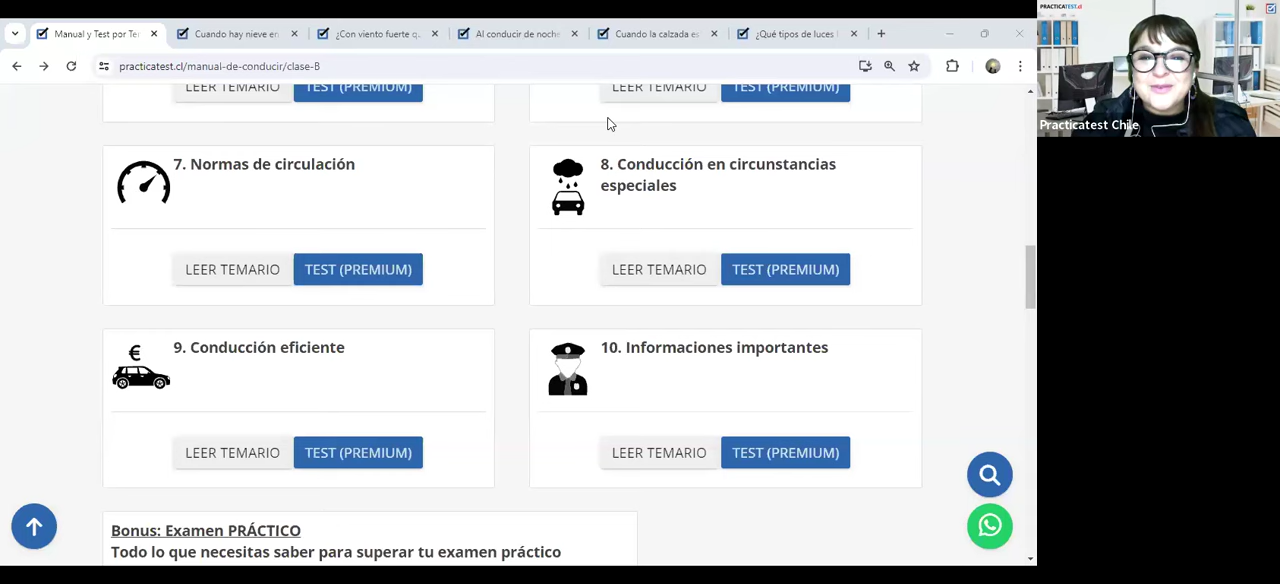 Manual y Test por Te
Cuando hay nieve en
¿Con viento fuerte q
Al conducir de noche
Cuando la calzada es
¿Qué tipos de luces
practicatest.cl/manual-de-conducir/clase-B
PRACTICATEST.cl
Practicatest Chile
LEER TEMARIO TEST (PREMIUM)
LEER TEMARIO TEST (PREMIUM)
7. Normas de circulación
LEER TEMARIO TEST (PREMIUM)
8. Conducción en circunstancias
especiales
LEER TEMARIO TEST (PREMIUM)
€
9. Conducción eficiente
LEER TEMARIO TEST (PREMIUM)
10. Informaciones importantes
LEER TEMARIO TEST (PREMIUM)
Bonus: Examen PRÁCTICO
Todo lo que necesitas saber para superar tu examen práctico